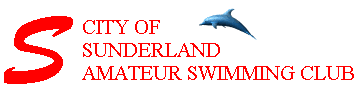 S
CITY OF
SUNDERLAND
AMATEUR SWIMMING CLUB